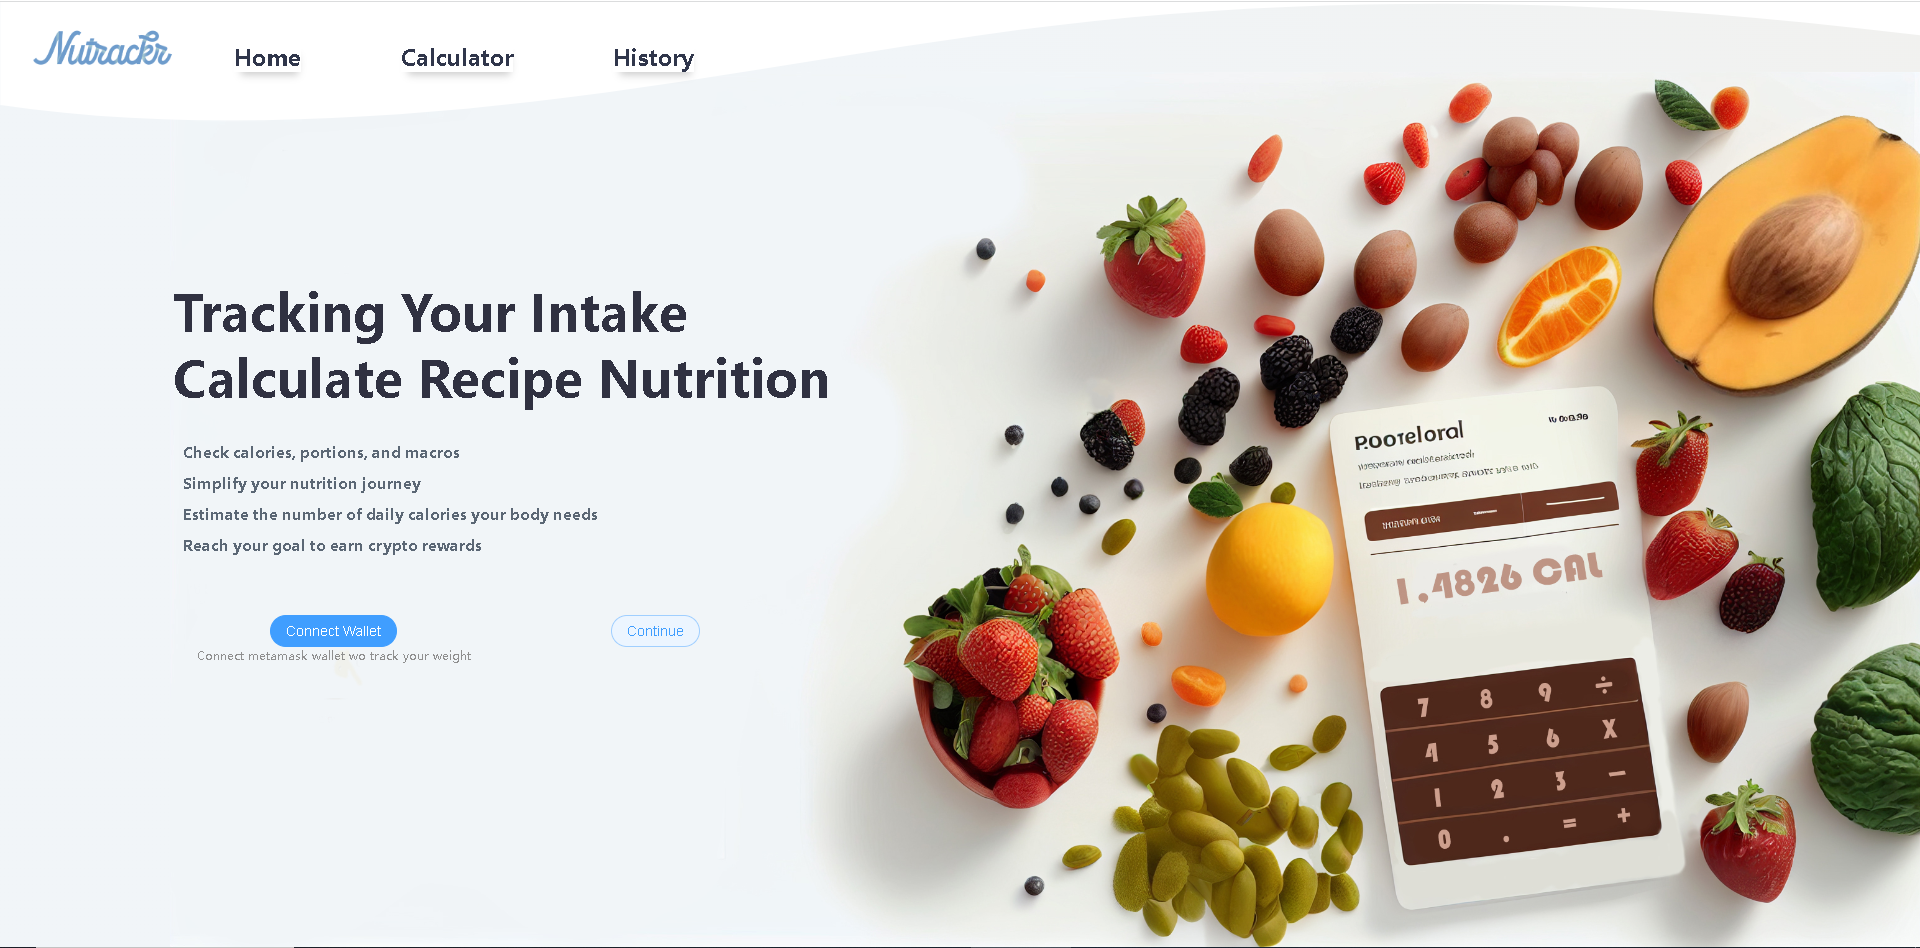 Nutrackr
Home Calculator History
Tracking Your Intake
Calculate Recipe Nutrition
Check calories, portions, and macros
Simplify your nutrition journey
Estimate the number of daily calories your body needs
Reach your goal to earn crypto rewards
Connect Wallet Continue
Connect metamask wallet wo track your weight
Rooteloral
1.4826 CAL
7 8 9 ÷
4 5 6 X
1 2 3 −
0 . = +